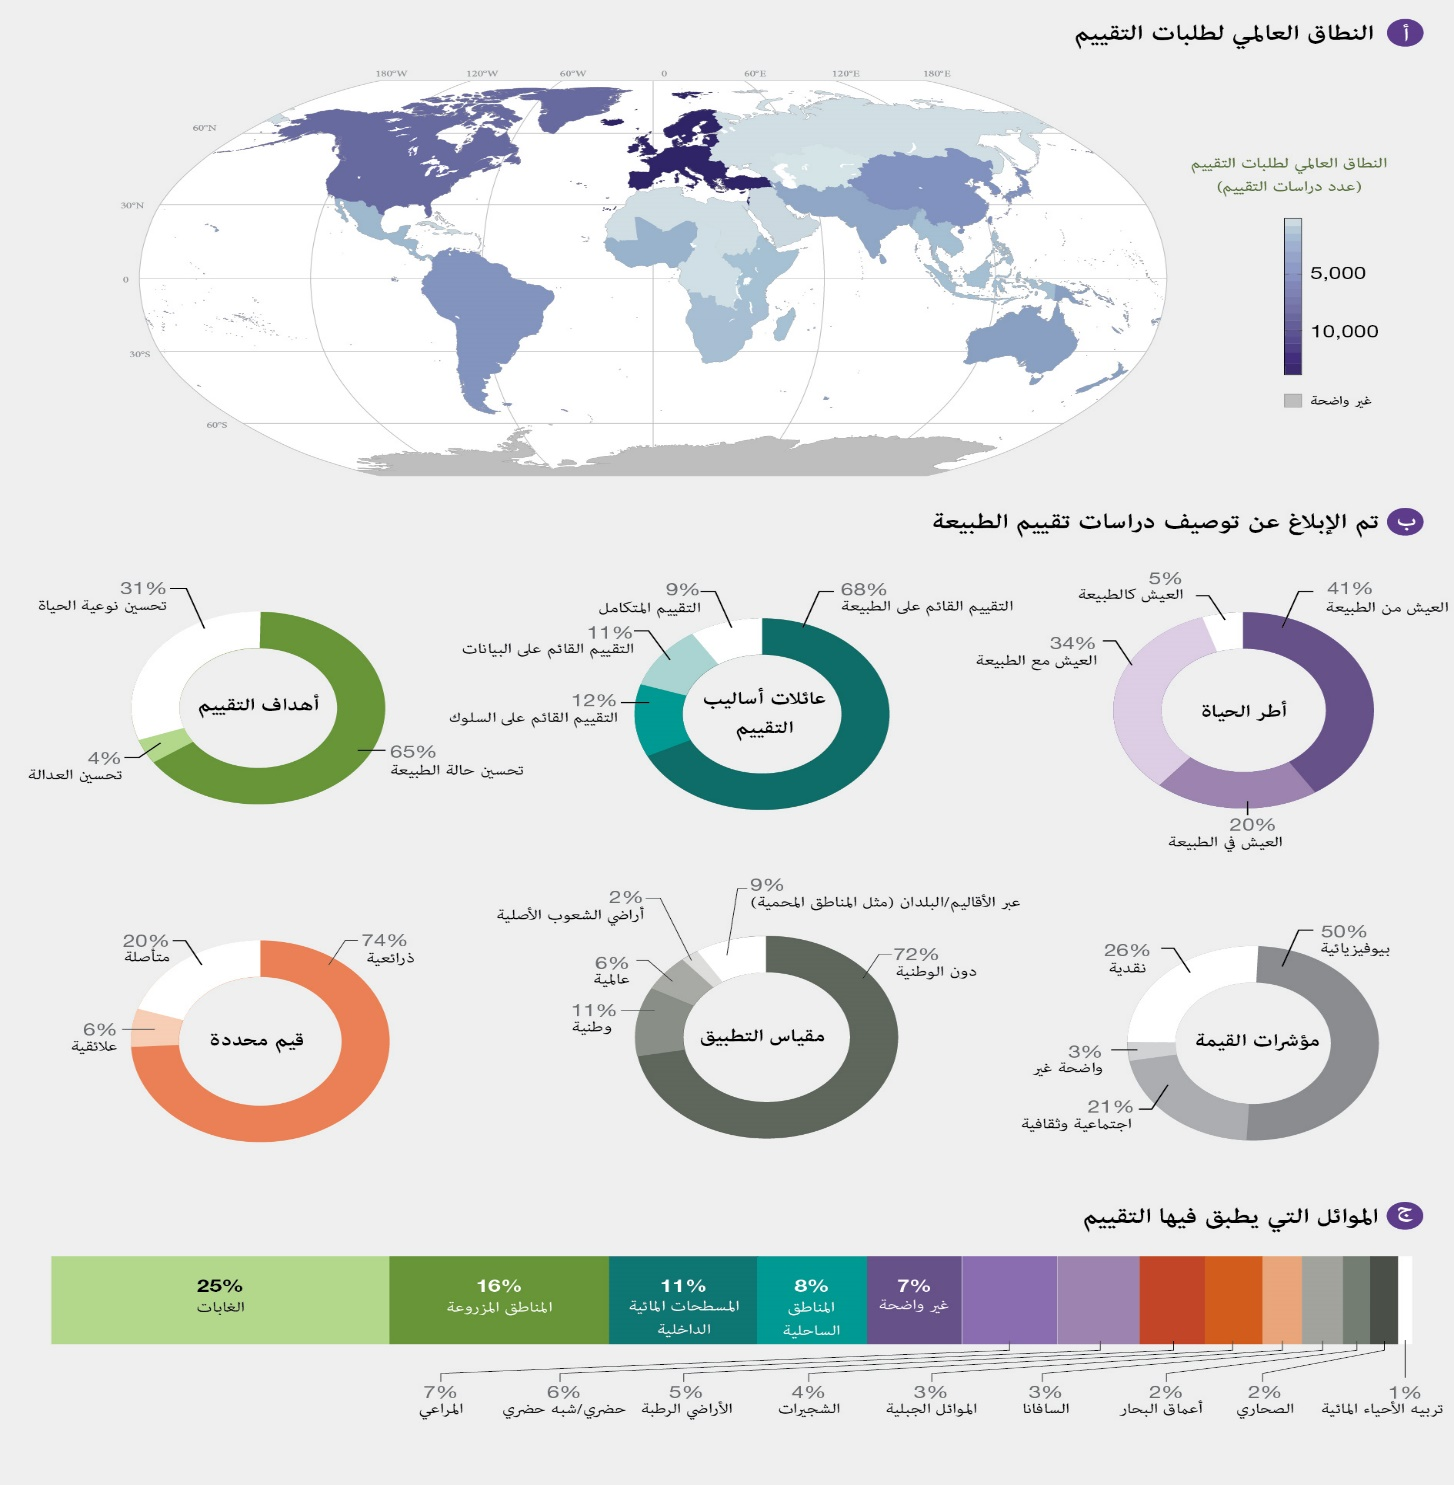 أ النطاق العالمي لطلبات التقييم
180°W 120°W 60°W 0 60°E 120°E 180°E
60°N
30°N
0
30°S
60°S
النطاق العالمي لطلبات التقييم
(عدد دراسات التقييم)
5,000
10,000
غير واضحة
ب تم الإبلاغ عن توصيف دراسات تقييم الطبيعة
أطر الحياة
41%
العيش من الطبيعة
5%
العيش كالطبيعة
34%
العيش مع الطبيعة
20%
العيش في الطبيعة
عائلات أساليب
التقييم
68%
التقييم القائم على الطبيعة
9%
التقييم المتكامل
11%
التقييم القائم على البيانات
12%
التقييم القائم على السلوك
أهداف التقييم
31%
تحسين نوعية الحياة
65%
تحسين حالة الطبيعة
4%
تحسين العدالة
مؤشرات القيمة
50%
بيوفيزيائية
26%
نقدية
3%
واضحة غير
21%
اجتماعية وثقافية
مقياس التطبيق
9%
عبر الأقاليم/البلدان (مثل المناطق المحمية)
2%
أراضي الشعوب الأصلية
72%
دون الوطنية
6%
عالمية
11%
وطنية
قيم محددة
74%
ذرائعية
20%
متأصلة
6%
علائقية
ج الموائل التي يطبق فيها التقييم
25%
الغابات
16%
المناطق المزروعة
11%
المسطحات المائية
الداخلية
8%
المناطق
الساحلية
7%
غير واضحة
7%
المراعي
6%
حضري/شبه حضري
5%
الأراضي الرطبة
4%
الشجيرات
3%
الموائل الجبلية
3%
السافانا
2%
أعماق البحار
2%
الصحاري
1%
تربيه الأحياء المائية